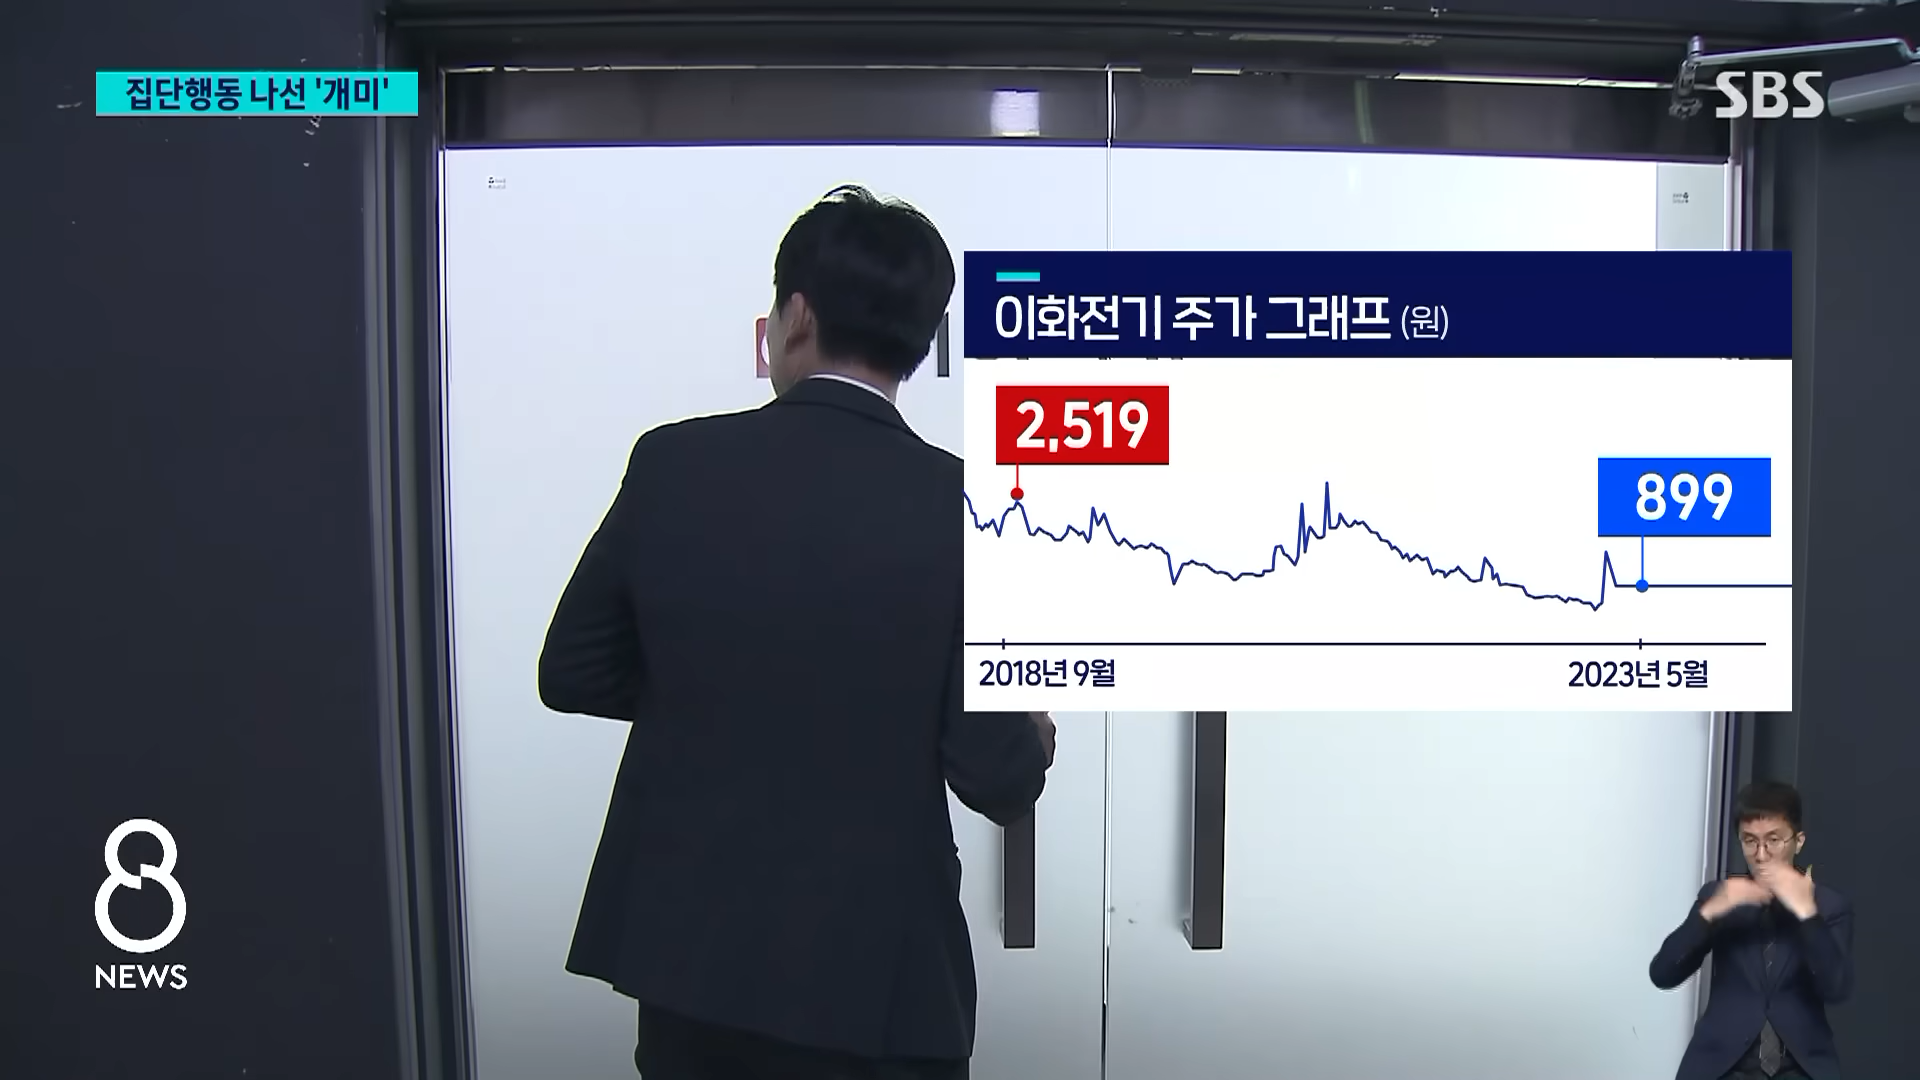 집단행동 나선 '개미'
SBS
이화전기 주가 그래프 (원)
2,519
899
2018년 9월
2023년 5월
8
NEWS